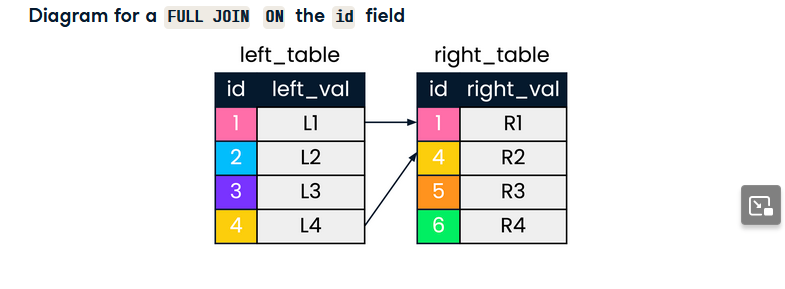 Diagram for a FULL JOIN ON the id field
left_table right_table
id left_val id right_val
1 L1 1 R1
2 L2 4 R2
3 L3 5 R3
4 L4 6 R4